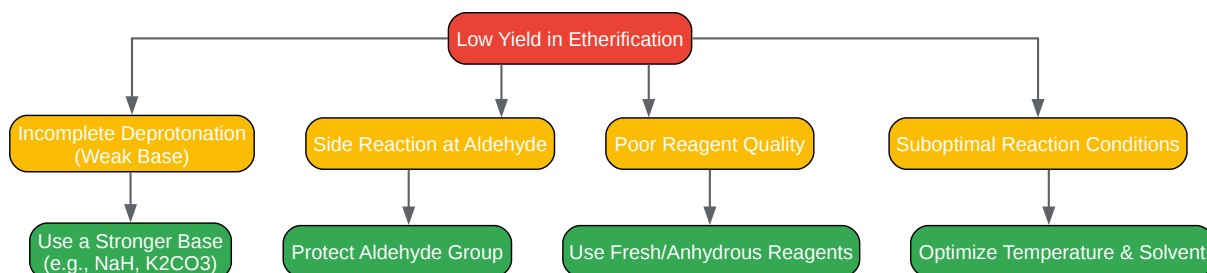 Low Yield in Etherification
Incomplete Deprotonation
(Weak Base)
Side Reaction at Aldehyde
Poor Reagent Quality
Suboptimal Reaction Conditions
Use a Stronger Base
(e.g., NaH, K2CO3)
Protect Aldehyde Group
Use Fresh/Anhydrous Reagents
Optimize Temperature & Solvent